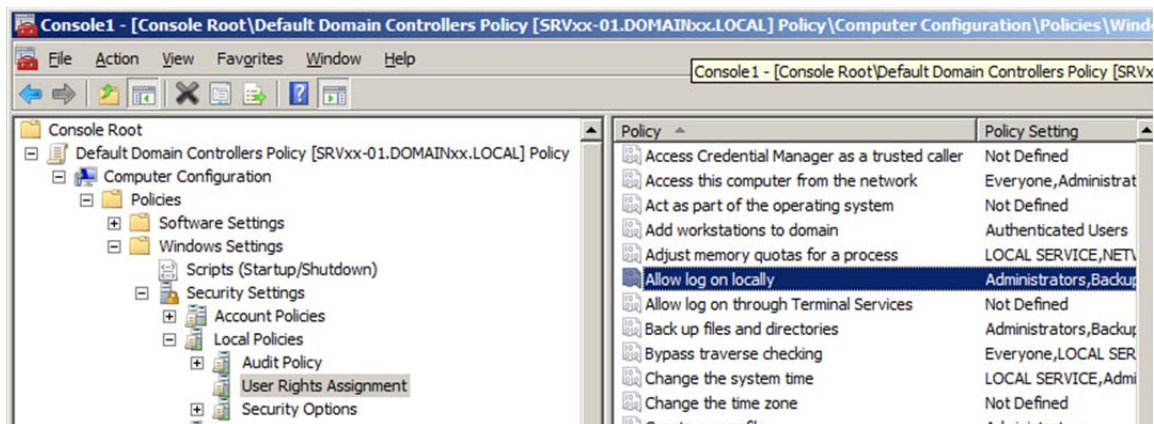 Console1 - [Console Root\Default Domain Controllers Policy [SRVxx-01.DOMAINxx.LOCAL] Policy\Computer Configuration\Policies\Wind
File Action View Favorites Window Help
Console1 - [Console Root\Default Domain Controllers Policy [SRVx
Console Root
Default Domain Controllers Policy [SRVxx-01.DOMAINxx.LOCAL] Policy
Computer Configuration
Policies
Software Settings
Windows Settings
Scripts (Startup/Shutdown)
Security Settings
Account Policies
Local Policies
Audit Policy
User Rights Assignment
Security Options
Policy Policy Setting
Access Credential Manager as a trusted caller Not Defined
Access this computer from the network Everyone,Administrat
Act as part of the operating system Not Defined
Add workstations to domain Authenticated Users
Adjust memory quotas for a process LOCAL SERVICE,NETV
Allow log on locally Administrators,Backup
Allow log on through Terminal Services Not Defined
Back up files and directories Administrators,Backup
Bypass traverse checking Everyone,LOCAL SER
Change the system time LOCAL SERVICE,Admi
Change the time zone Not Defined